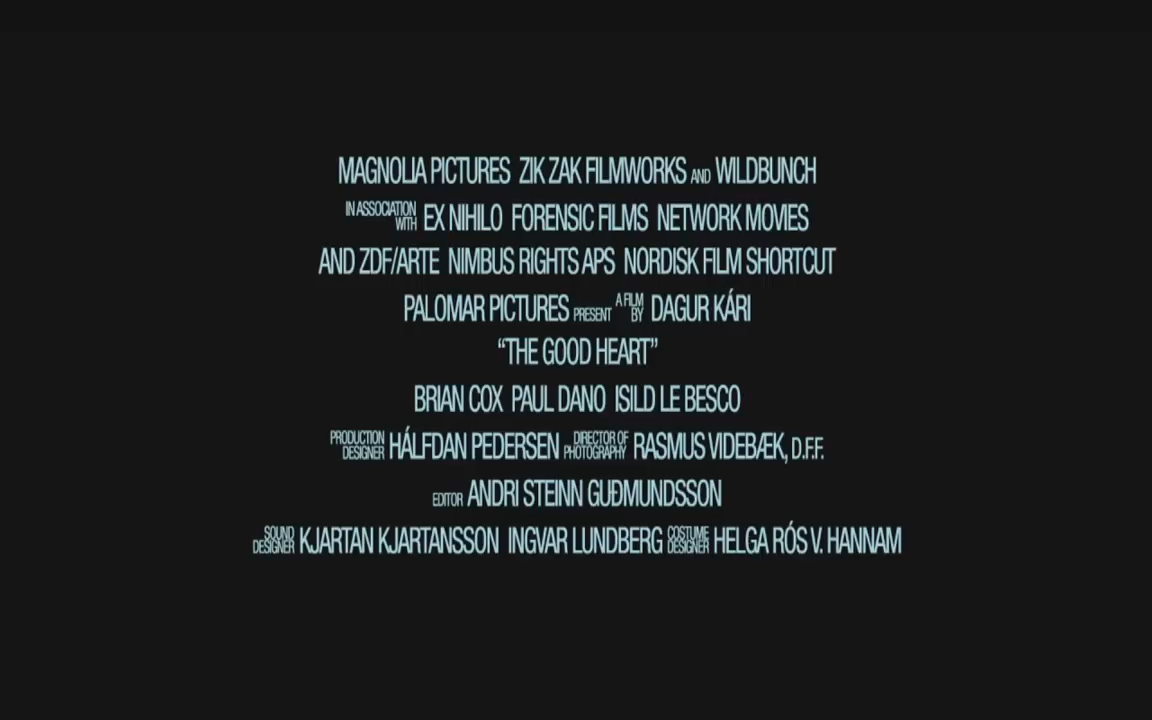 MAGNOLIA PICTURES ZIK ZAK FILMWORKS AND WILDBUNCH
IN ASSOCIATION WITH EX NIHILO FORENSIC FILMS NETWORK MOVIES
AND ZDF/ARTE NIMBUS RIGHTS APS NORDISK FILM SHORTCUT
PALOMAR PICTURES PRESENT A FILM BY DAGUR KÁRI
“THE GOOD HEART”
BRIAN COX PAUL DANO ISILD LE BESCO
PRODUCTION DESIGNER HÁLFDAN PEDERSEN DIRECTOR OF PHOTOGRAPHY RASMUS VIDEBÆK, D.F.F.
EDITOR ANDRI STEINN GUÐMUNDSSON
SOUND DESIGNER KJARTAN KJARTANSSON INGVAR LUNDBERG COSTUME DESIGNER HELGA RÓS V. HANNAM